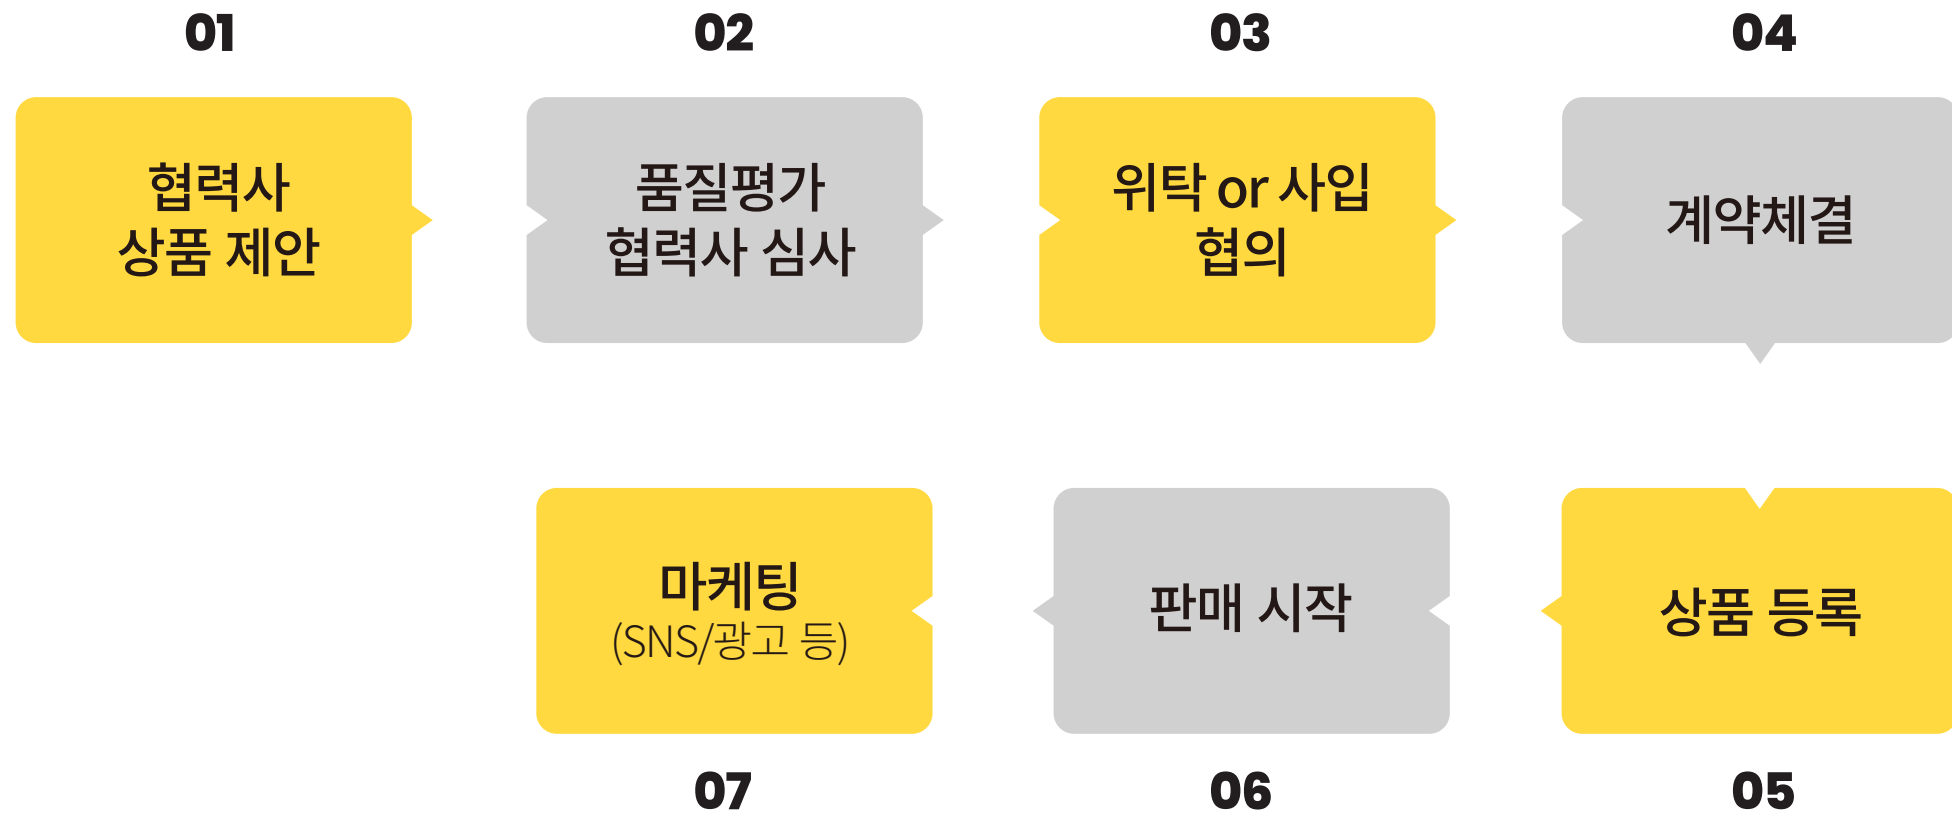 01
협력사
상품 제안
02
품질평가
협력사 심사
03
위탁 or 사입
협의
04
계약체결
05
상품 등록
06
판매 시작
07
마케팅
(SNS/광고 등)